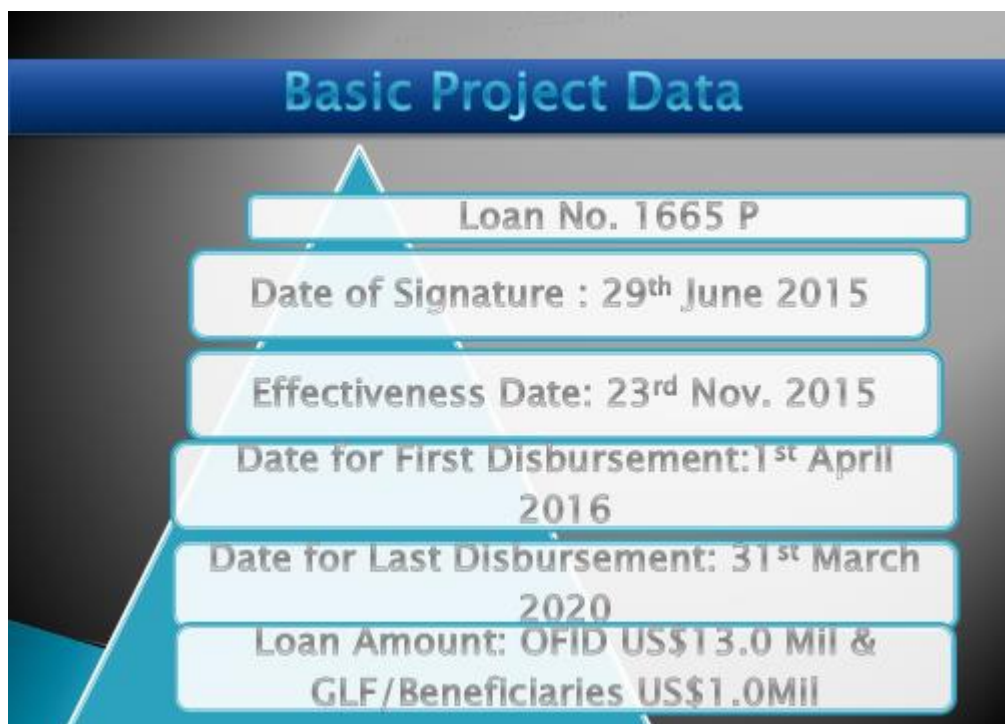 Basic Project Data
Loan No. 1665 P
Date of Signature : 29th June 2015
Effectiveness Date: 23rd Nov. 2015
Date for First Disbursement:1st April
2016
Date for Last Disbursement: 31st March
2020
Loan Amount: OFID US$13.0 Mil &
GLF/Beneficiaries US$1.0Mil